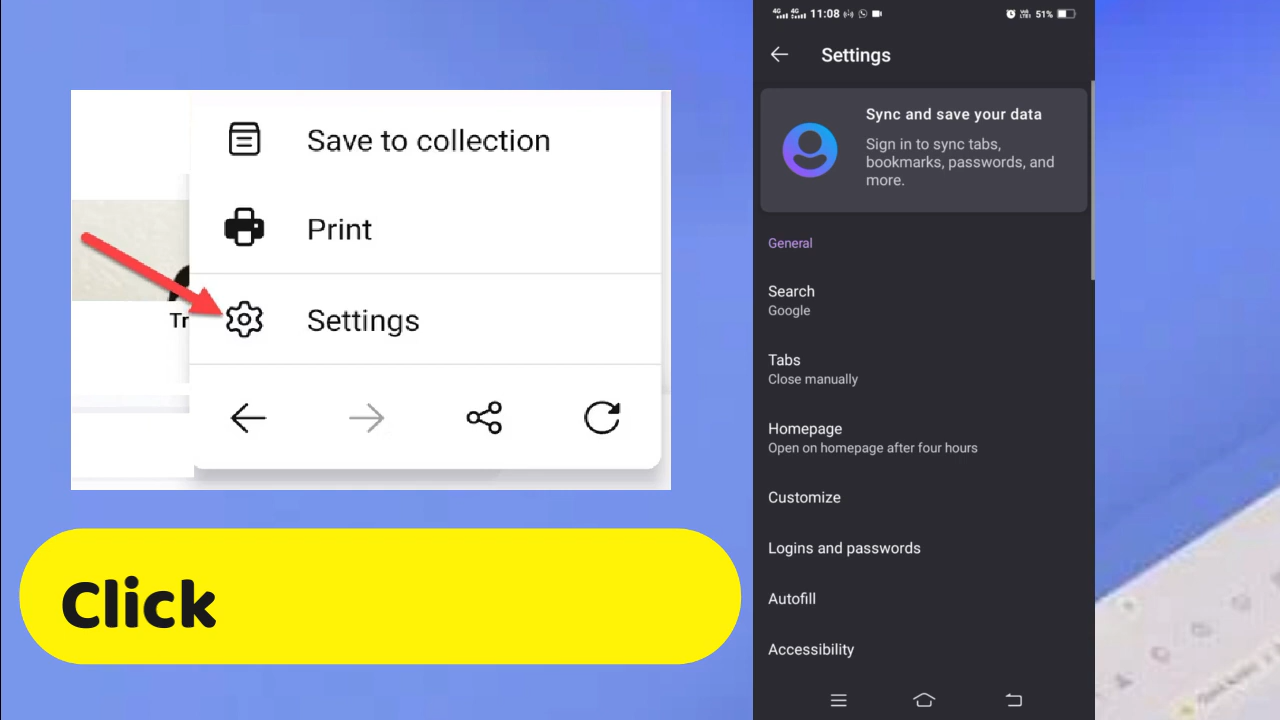 Save to collection
Print
Settings
Tr
Click
11:08
51%
Settings
Sync and save your data
Sign in to sync tabs,
bookmarks, passwords, and
more.
General
Search
Google
Tabs
Close manually
Homepage
Open on homepage after four hours
Customize
Logins and passwords
Autofill
Accessibility